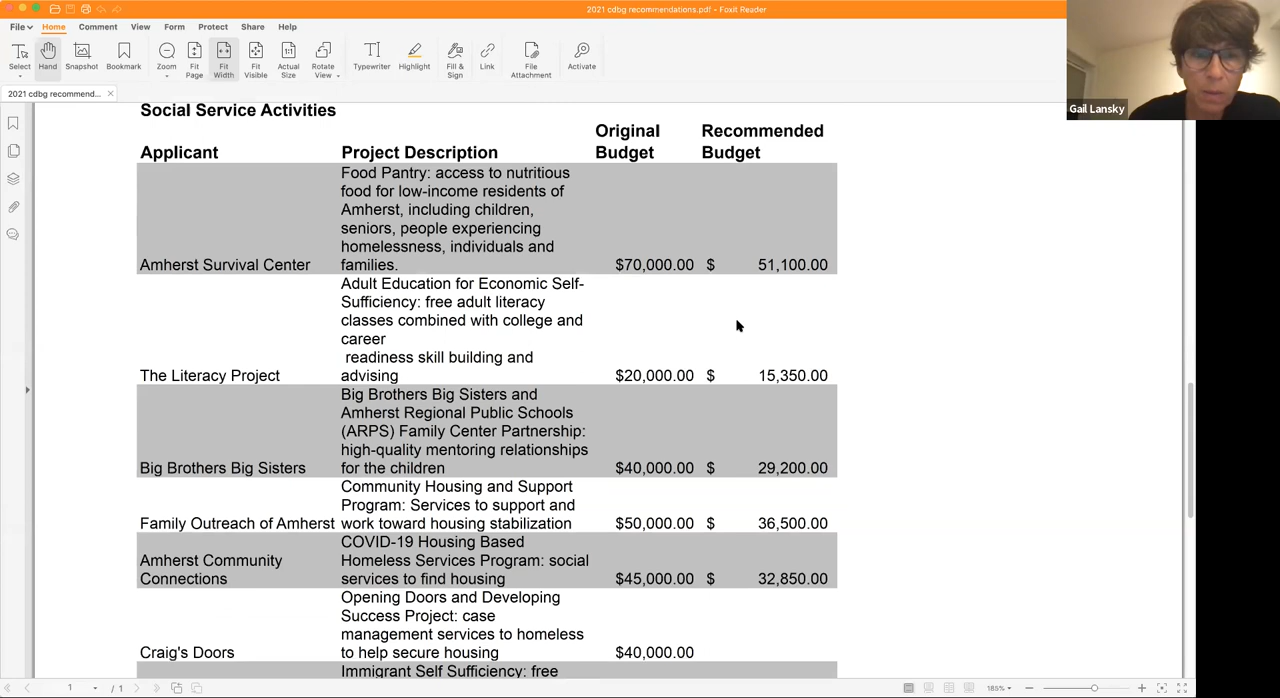 2021 cdbg recommendations.pdf - Foxit Reader
File Home Comment View Form Protect Share Help
Select Hand Snapshot Bookmark Zoom Fit Page Fit Width Fit Visible Actual Size Rotate View Typewriter Highlight Fill & Sign Link File Attachment Activate
2021 cdbg recommend...
Gail Lansky
Social Service Activities
Applicant Project Description Original Budget Recommended Budget
Food Pantry: access to nutritious
food for low-income residents of
Amherst, including children,
seniors, people experiencing
homelessness, individuals and
Amherst Survival Center families. $70,000.00 $ 51,100.00
Adult Education for Economic Self-
Sufficiency: free adult literacy
classes combined with college and
career
readiness skill building and
The Literacy Project advising $20,000.00 $ 15,350.00
Big Brothers Big Sisters and
Amherst Regional Public Schools
(ARPS) Family Center Partnership:
high-quality mentoring relationships
Big Brothers Big Sisters for the children $40,000.00 $ 29,200.00
Community Housing and Support
Program: Services to support and
Family Outreach of Amherst work toward housing stabilization $50,000.00 $ 36,500.00
COVID-19 Housing Based
Amherst Community Homeless Services Program: social
Connections services to find housing $45,000.00 $ 32,850.00
Opening Doors and Developing
Success Project: case
management services to homeless
Craig's Doors to help secure housing $40,000.00
Immigrant Self Sufficiency: free
1 / 1 185%